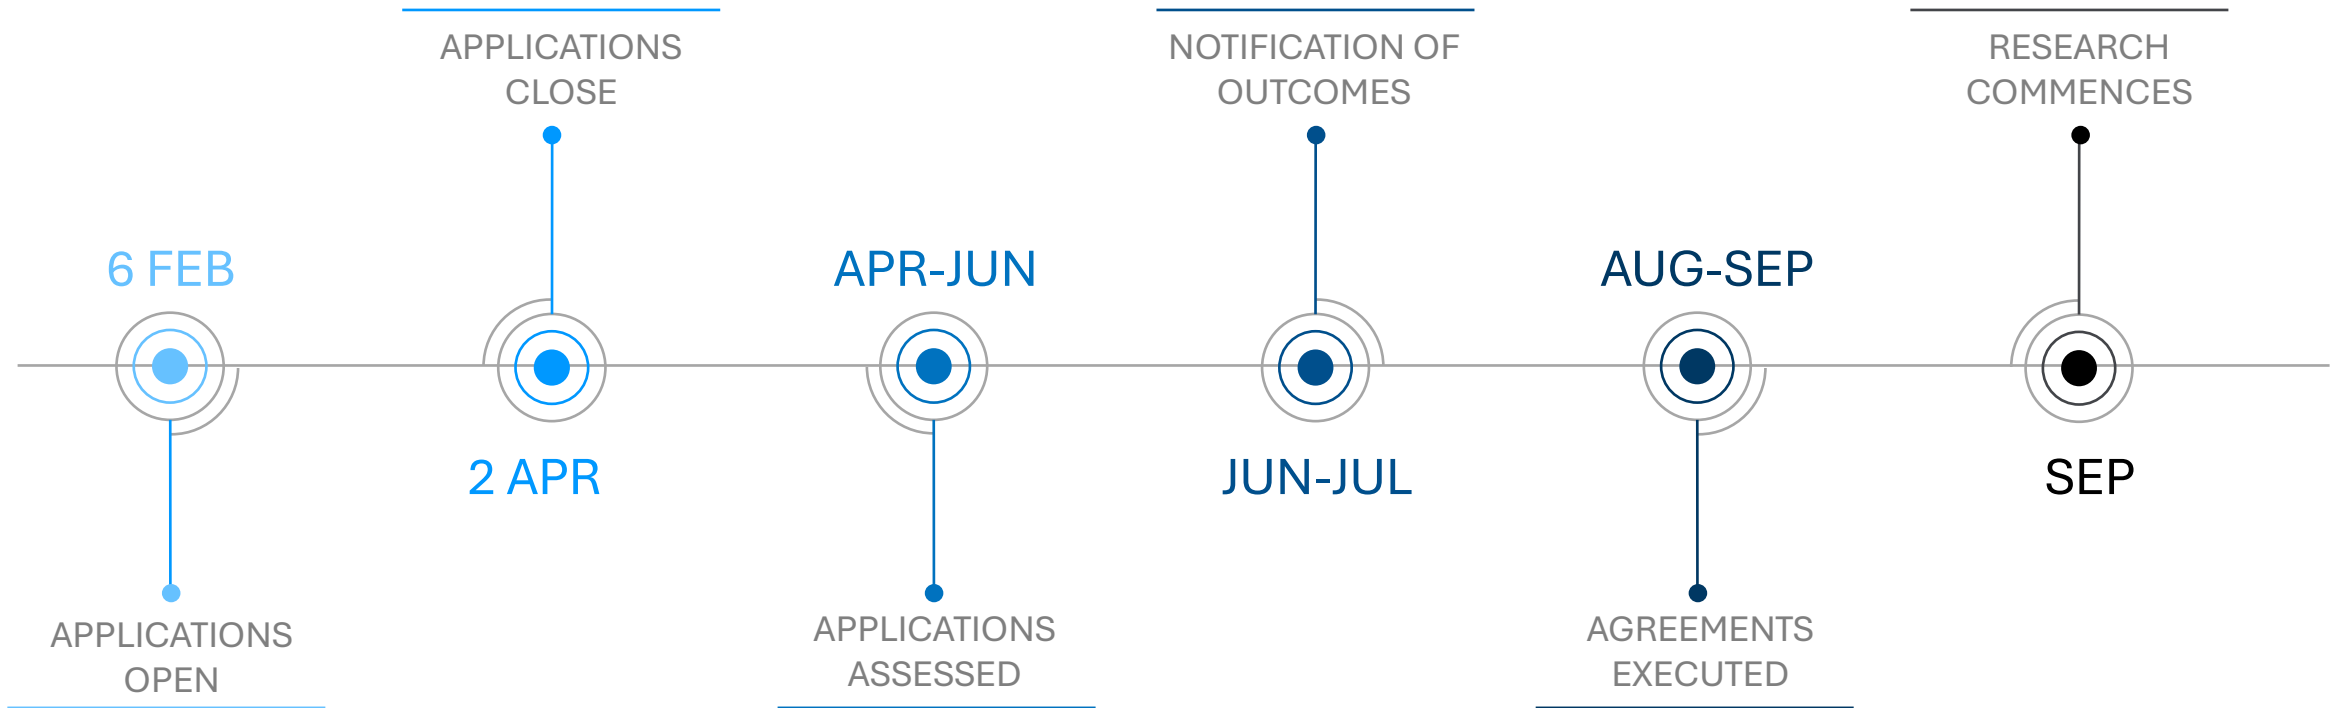 APPLICATIONS
CLOSE
NOTIFICATION OF
OUTCOMES
RESEARCH
COMMENCES
6 FEB
APR-JUN
AUG-SEP
2 APR
JUN-JUL
SEP
APPLICATIONS
OPEN
APPLICATIONS
ASSESSED
AGREEMENTS
EXECUTED